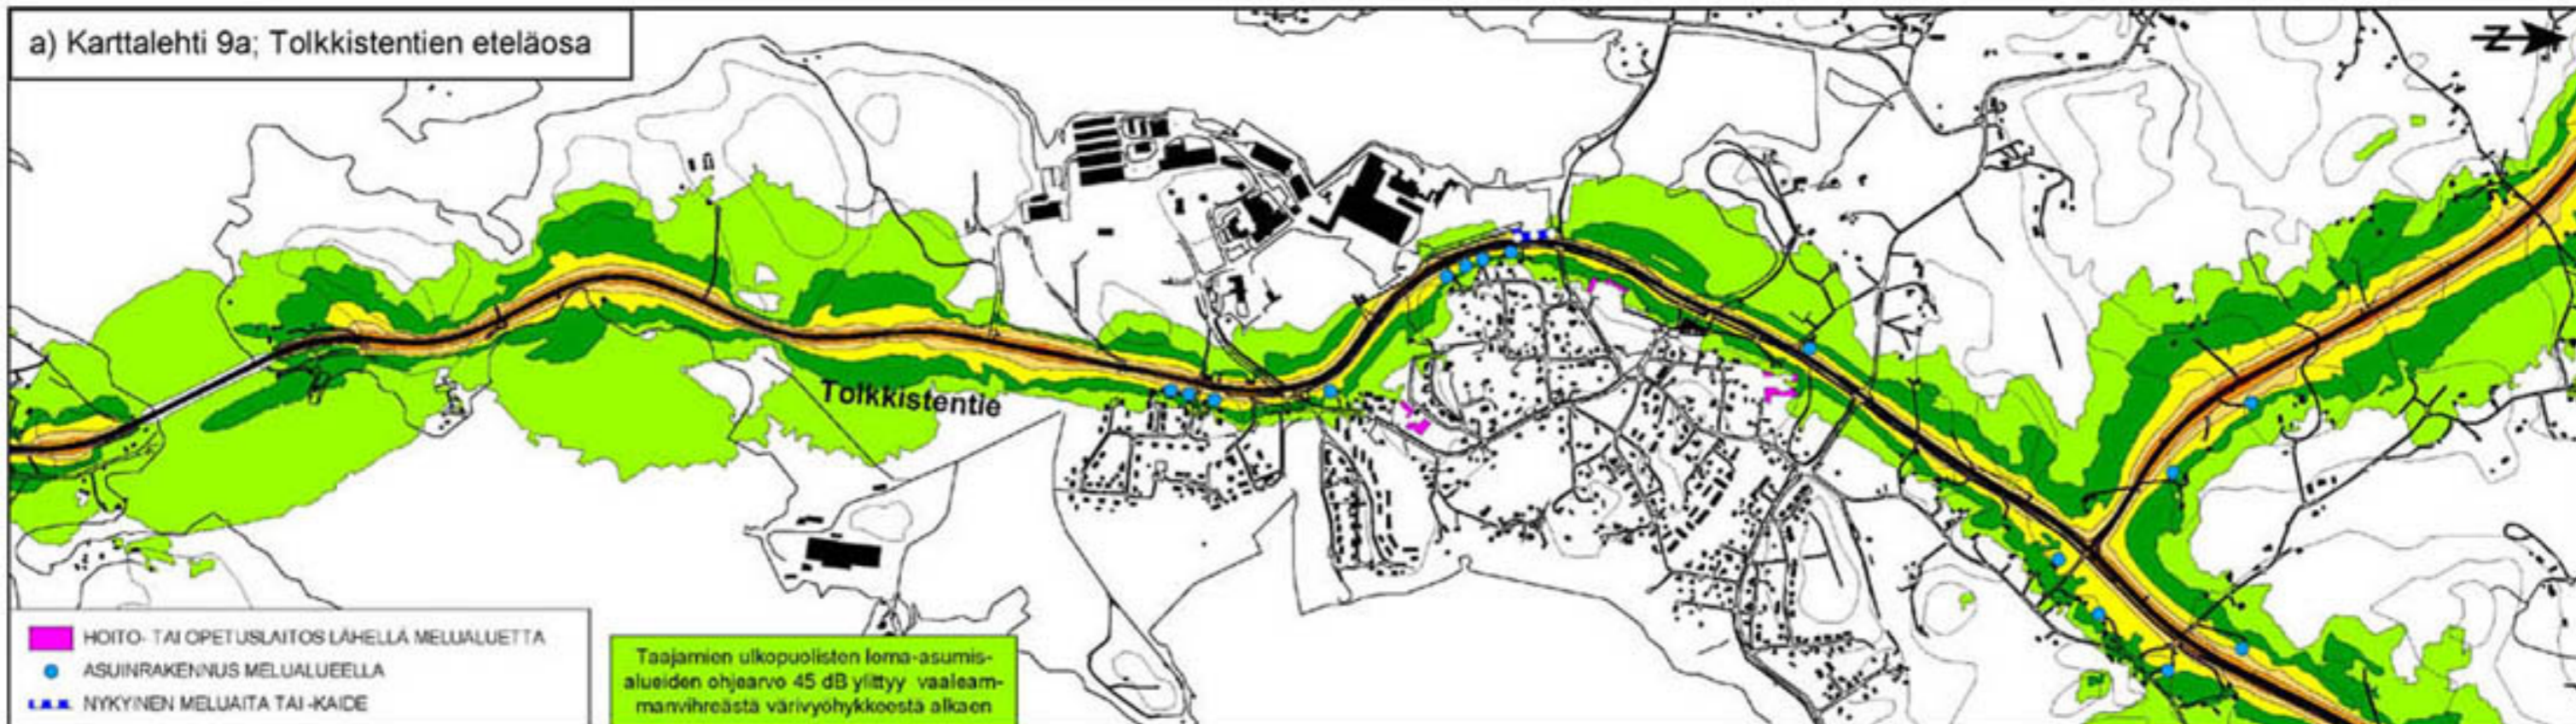 a) Karttalehti 9a; Tolkkistentien eteläosa
Z
Tolkkistentie
HOITO- TAI OPETUSLAITOS LÄHELLÄ MELUALUETTA
ASUINRAKENNUS MELUALUEELLA
NYKYINEN MELUAITA TAI -KAIDE
Taajamien ulkopuolisten loma-asumis-
alueiden ohjearvo 45 dB ylittyy vaaleam-
manvihreästä värivyöhykkeestä alkaen